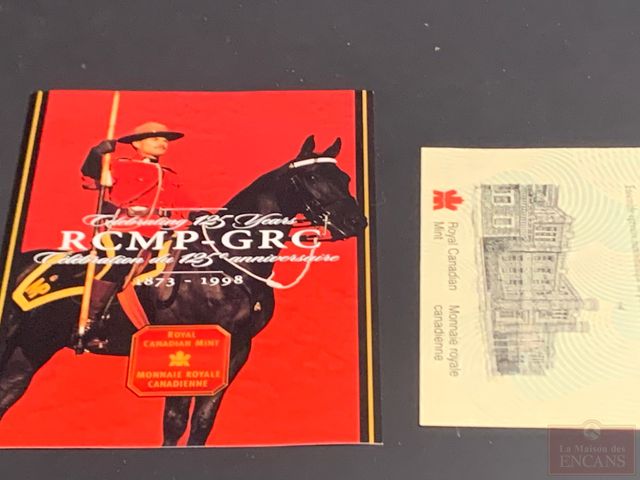 Celebrating 125 Years
RCMP-GRC
Célébration du 125e anniversaire
1873 - 1998
ROYAL
CANADIAN MINT
MONNAIE ROYALE
CANADIENNE
Royal Canadian
Mint
Monnaie royale
canadienne
La Maison des
ENCANS